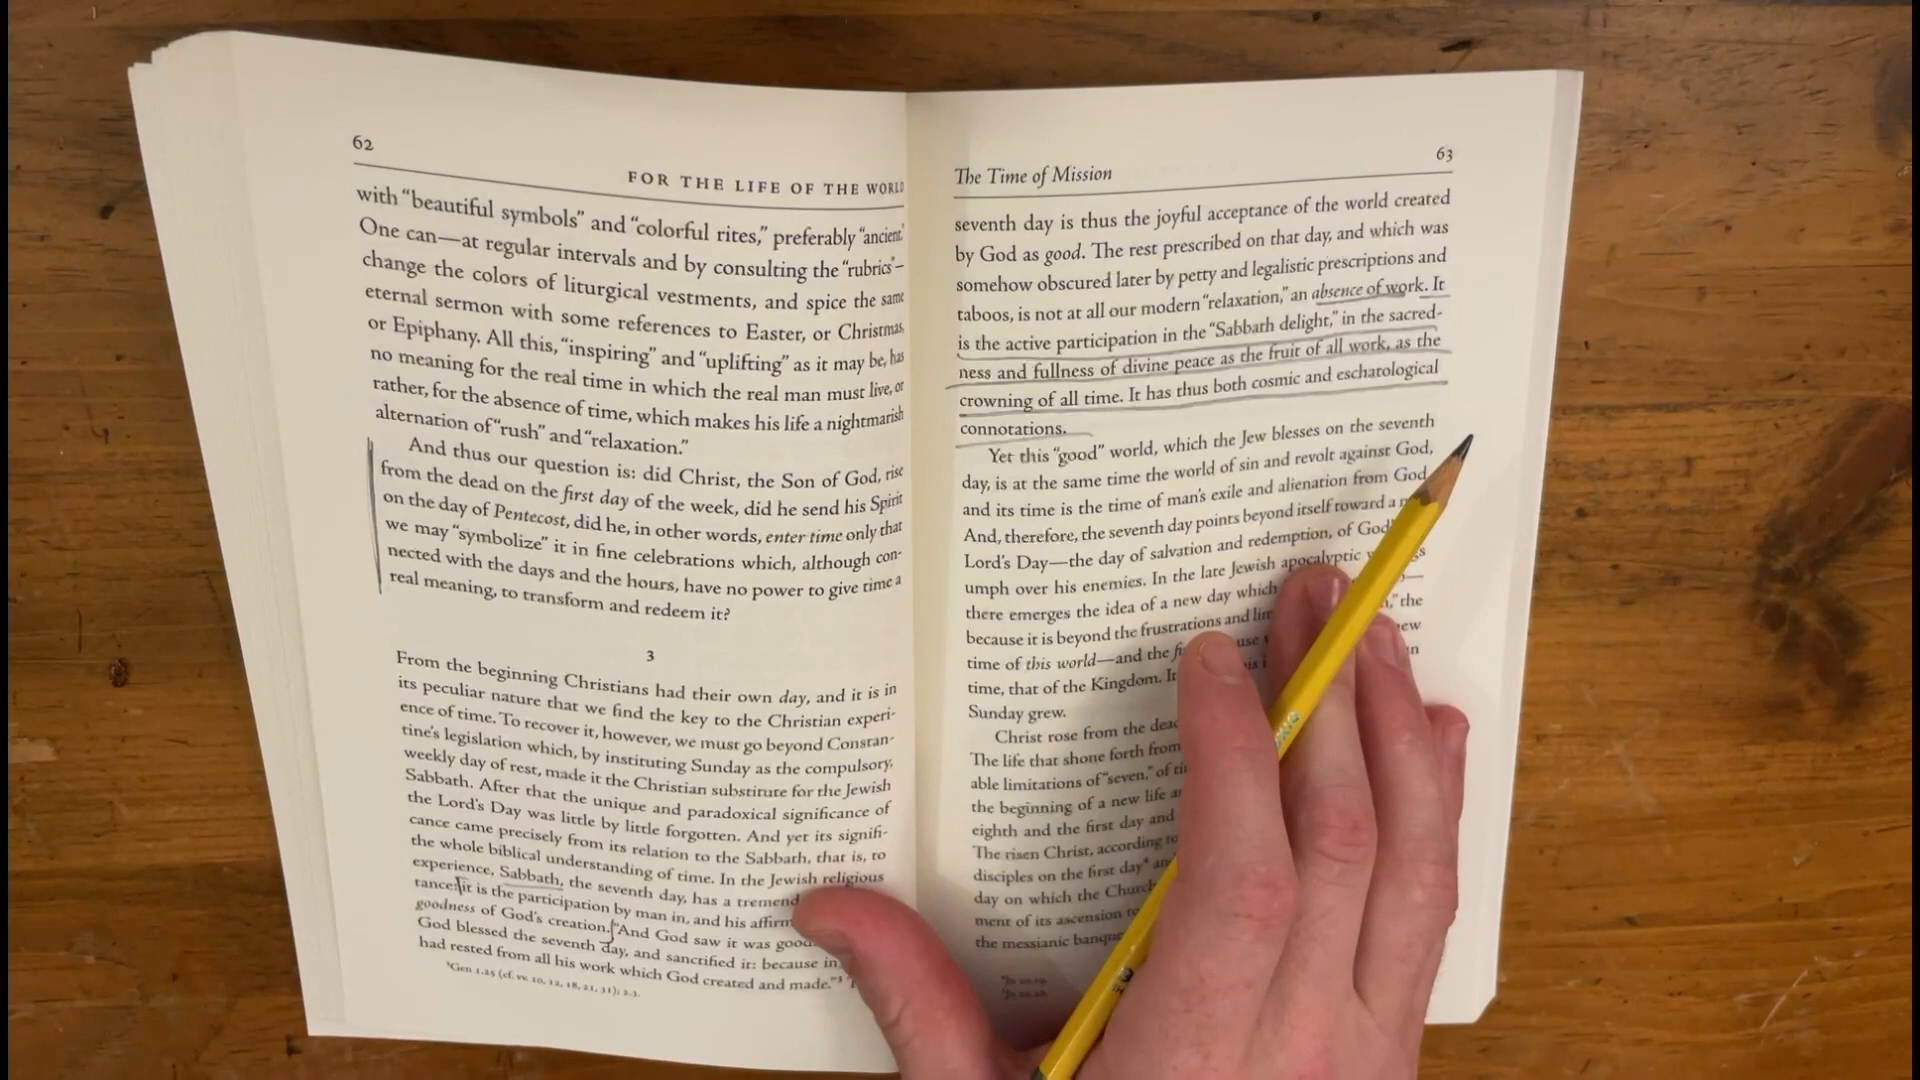 62
FOR THE LIFE OF THE WORLD
with “beautiful symbols” and “colorful rites,” preferably “ancient.”
One can—at regular intervals and by consulting the “rubrics”—
change the colors of liturgical vestments, and spice the same
eternal sermon with some references to Easter, or Christmas,
or Epiphany. All this, “inspiring” and “uplifting” as it may be, has
no meaning for the real time in which the real man must live, or
rather, for the absence of time, which makes his life a nightmarish
alternation of “rush” and “relaxation.”
And thus our question is: did Christ, the Son of God, rise
from the dead on the first day of the week, did he send his Spirit
on the day of Pentecost, did he, in other words, enter time only that
we may “symbolize” it in fine celebrations which, although con-
nected with the days and the hours, have no power to give time a
real meaning, to transform and redeem it?
3
From the beginning Christians had their own day, and it is in
its peculiar nature that we find the key to the Christian experi-
ence of time. To recover it, however, we must go beyond Constan-
tine’s legislation which, by instituting Sunday as the compulsory,
weekly day of rest, made it the Christian substitute for the Jewish
Sabbath. After that the unique and paradoxical significance of
the Lord’s Day was little by little forgotten. And yet its signifi-
cance came precisely from its relation to the Sabbath, that is, to
the whole biblical understanding of time. In the Jewish religious
experience, Sabbath, the seventh day, has a tremend
tance: it is the participation by man in, and his affirm
goodness of God’s creation. “And God saw it was good
God blessed the seventh day, and sanctified it: because in
had rested from all his work which God created and made.”³
³Gen 1.25 (cf. vv. 10, 12, 18, 21, 31); 2.3.
The Time of Mission
63
seventh day is thus the joyful acceptance of the world created
by God as good. The rest prescribed on that day, and which was
somehow obscured later by petty and legalistic prescriptions and
taboos, is not at all our modern “relaxation,” an absence of work. It
is the active participation in the “Sabbath delight,” in the sacred-
ness and fullness of divine peace as the fruit of all work, as the
crowning of all time. It has thus both cosmic and eschatological
connotations.
Yet this “good” world, which the Jew blesses on the seventh
day, is at the same time the world of sin and revolt against God,
and its time is the time of man’s exile and alienation from God.
And, therefore, the seventh day points beyond itself toward a
Lord’s Day—the day of salvation and redemption, of God’
umph over his enemies. In the late Jewish apocalyptic
there emerges the idea of a new day which
because it is beyond the frustrations and ,” the
time of this world—and the new
time, that of the Kingdom. in
Sunday grew.
Christ rose from the dead
The life that shone forth from
able limitations of “seven,” of
the beginning of a new life
eighth and the first day and
The risen Christ, according to
disciples on the first day⁴
day on which the Church
ment of its ascension to
the messianic